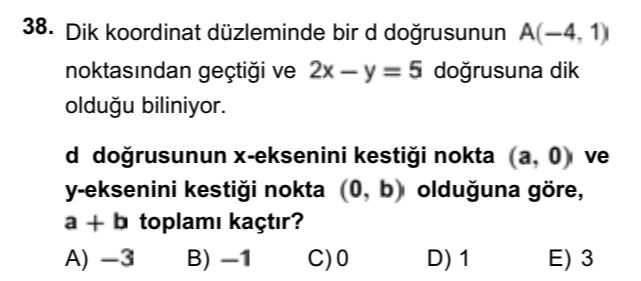 38. Dik koordinat düzleminde bir d doğrusunun A(−4, 1)
noktasından geçtiği ve 2x − y = 5 doğrusuna dik
olduğu biliniyor.
d doğrusunun x-eksenini kestiği nokta (a, 0) ve
y-eksenini kestiği nokta (0, b) olduğuna göre,
a + b toplamı kaçtır?
A) −3 B) −1 C) 0 D) 1 E) 3